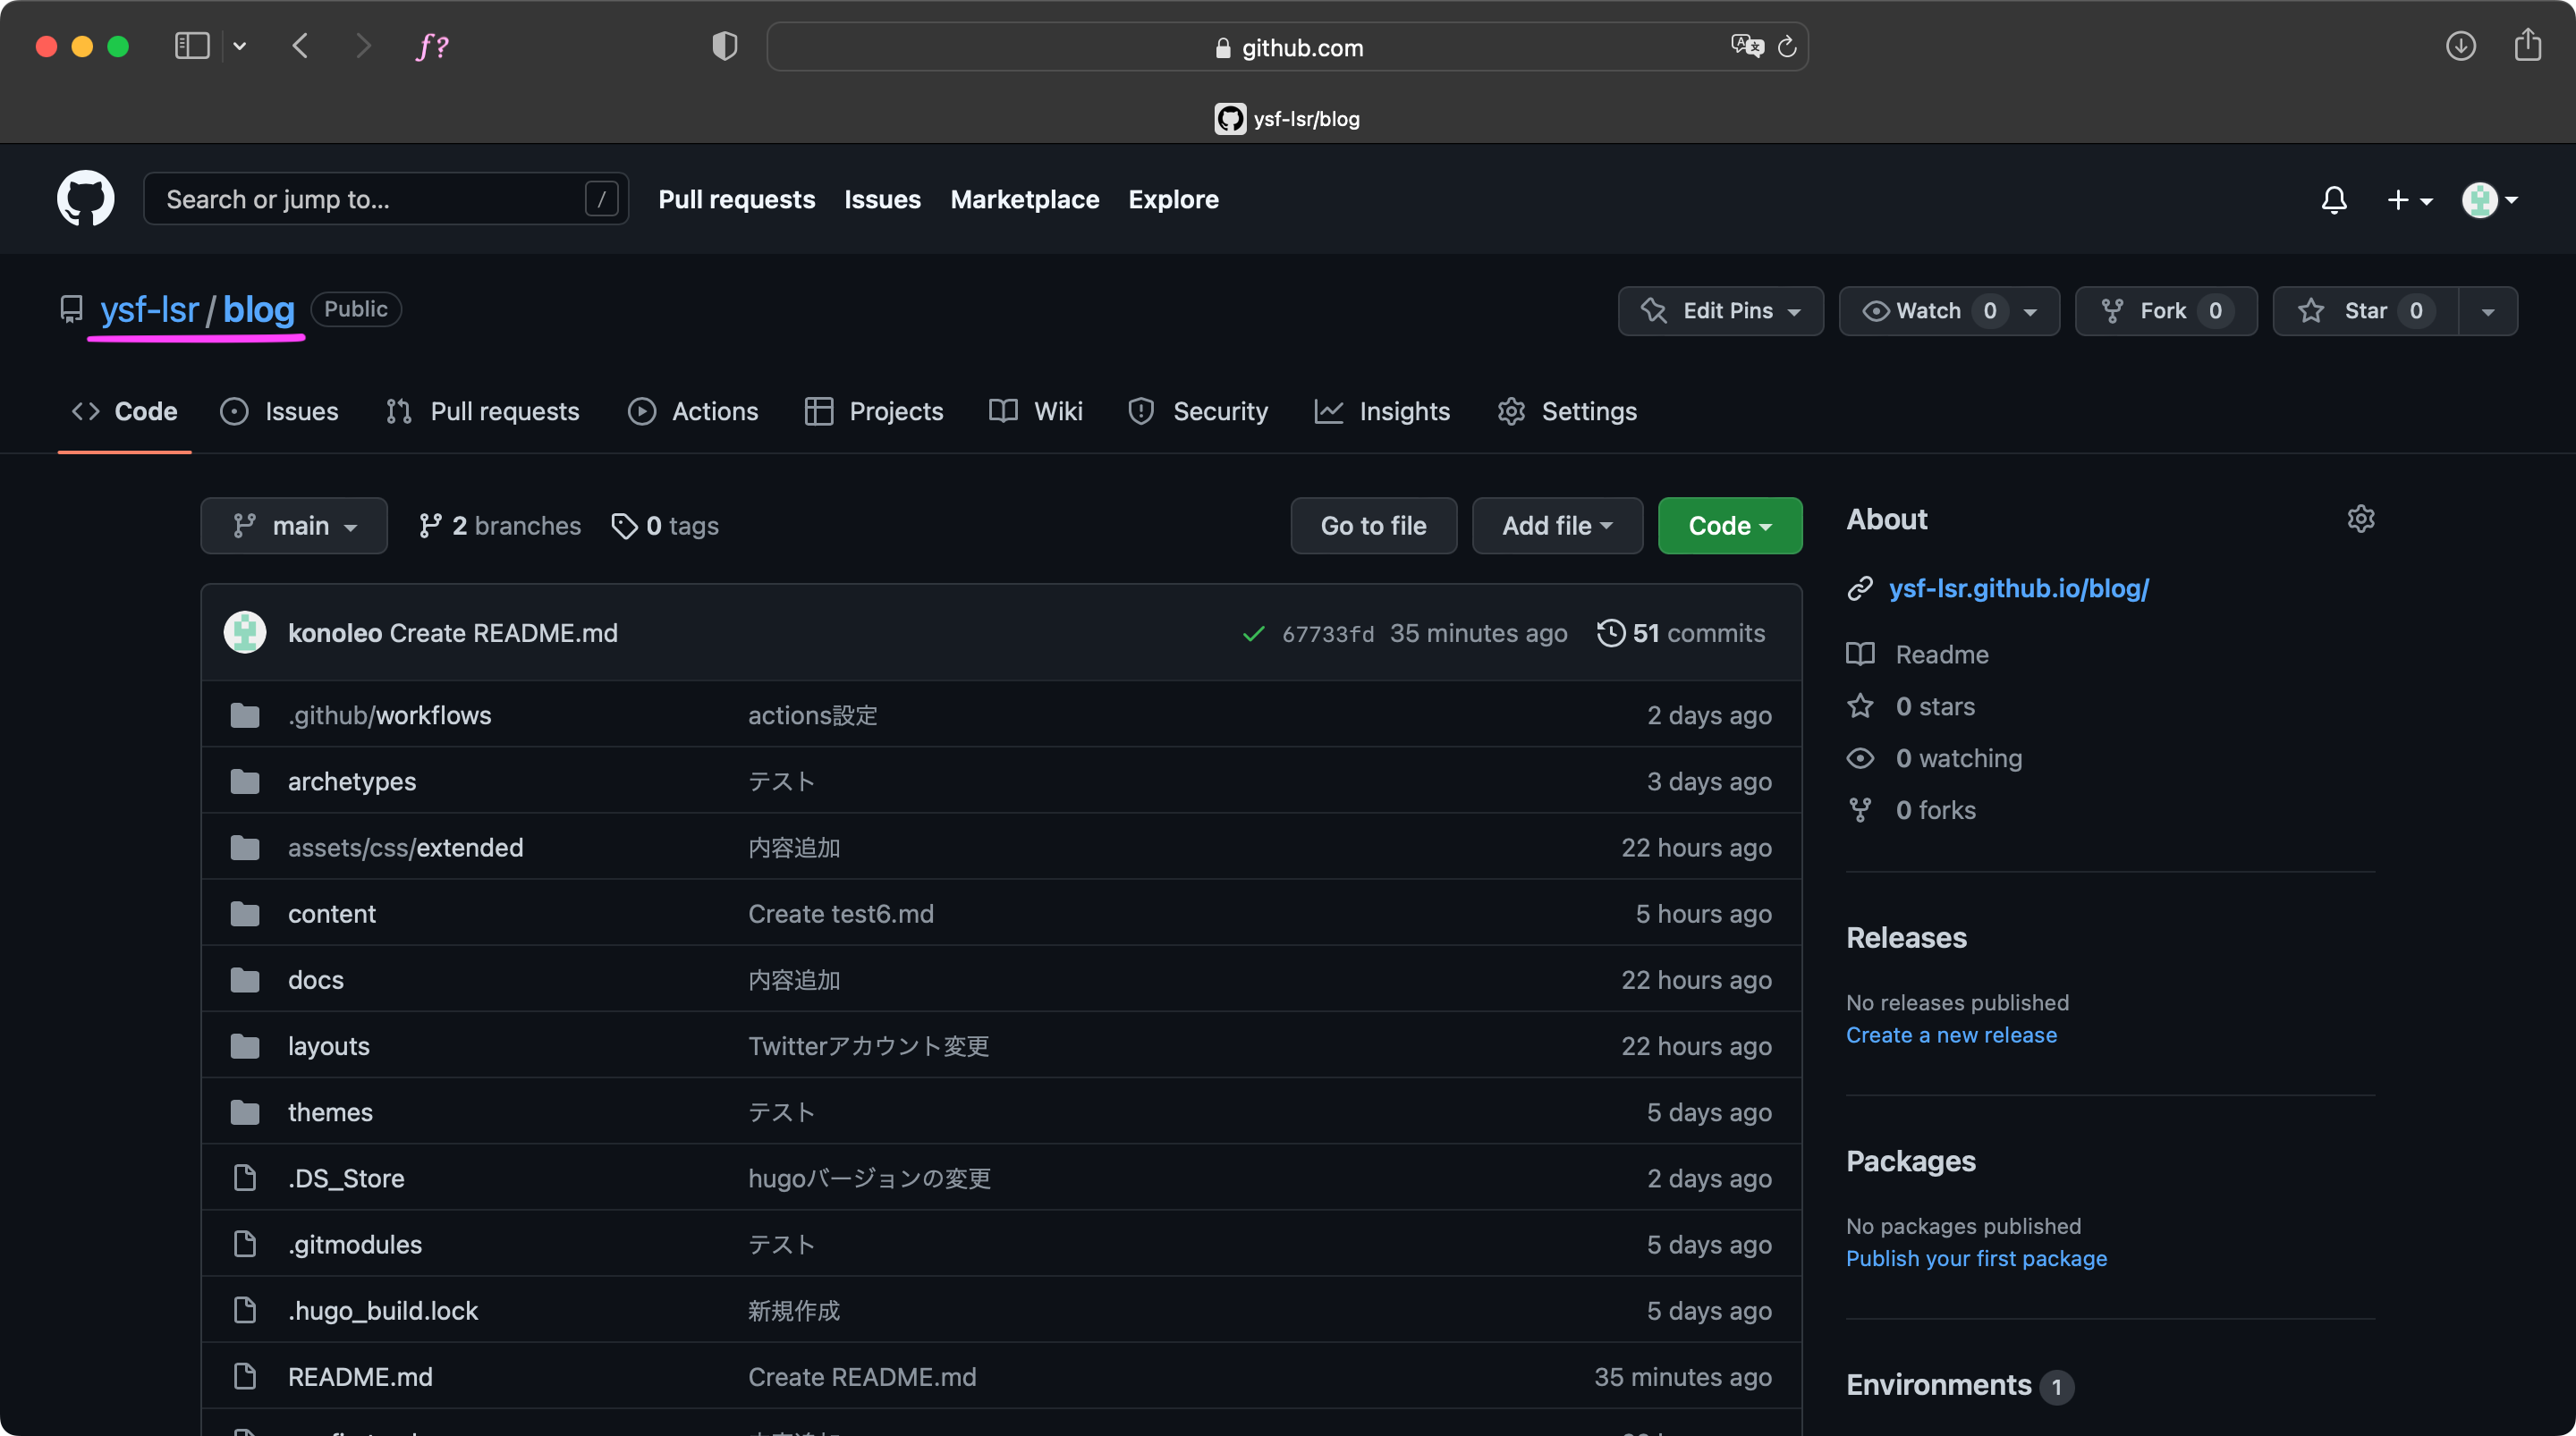 f?
github.com
ysf-lsr/blog
Search or jump to... /
Pull requests Issues Marketplace Explore
ysf-lsr / blog Public
Edit Pins Watch 0 Fork 0 Star 0
Code Issues Pull requests Actions Projects Wiki Security Insights Settings
main 2 branches 0 tags Go to file Add file Code
konoleo Create README.md 67733fd 35 minutes ago 51 commits
.github/workflows actions設定 2 days ago
archetypes テスト 3 days ago
assets/css/extended 内容追加 22 hours ago
content Create test6.md 5 hours ago
docs 内容追加 22 hours ago
layouts Twitterアカウント変更 22 hours ago
themes テスト 5 days ago
.DS_Store hugoバージョンの変更 2 days ago
.gitmodules テスト 5 days ago
.hugo_build.lock 新規作成 5 days ago
README.md Create README.md 35 minutes ago
About
ysf-lsr.github.io/blog/
Readme
0 stars
0 watching
0 forks
Releases
No releases published
Create a new release
Packages
No packages published
Publish your first package
Environments 1